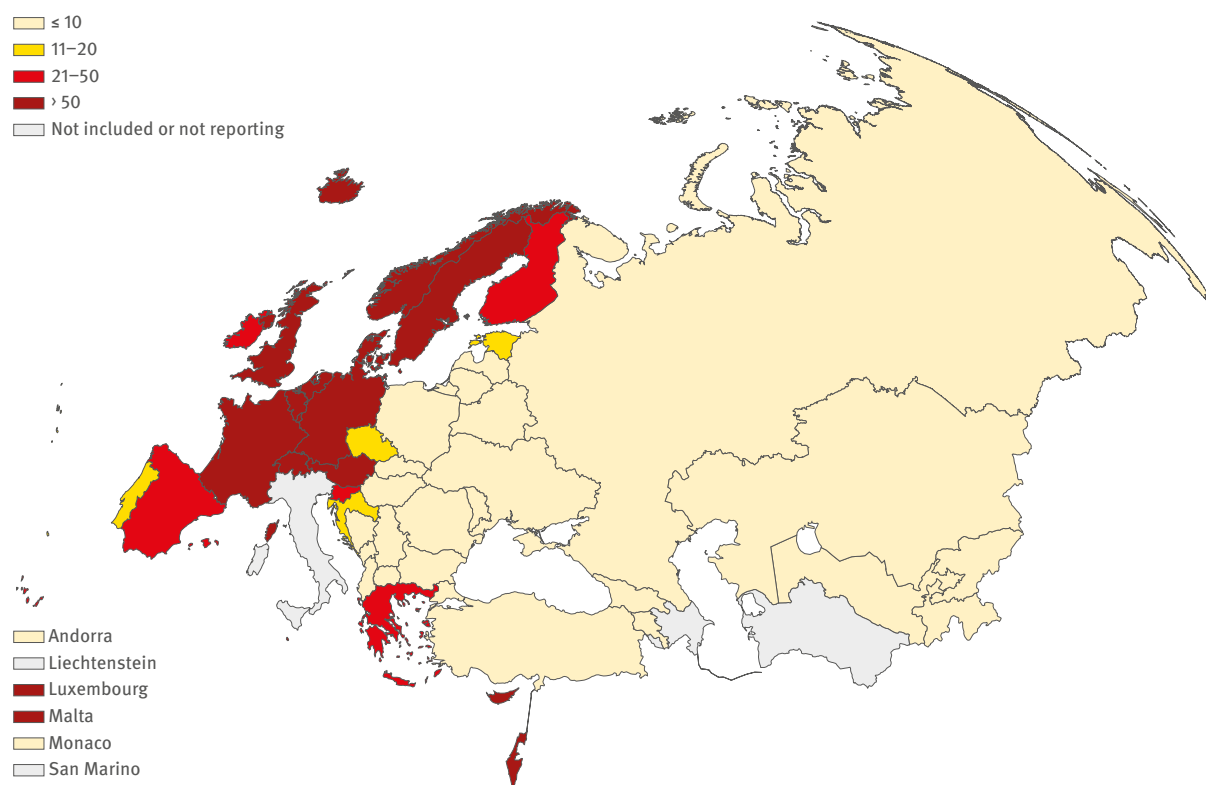 ≤ 10
11–20
21–50
> 50
Not included or not reporting
Andorra
Liechtenstein
Luxembourg
Malta
Monaco
San Marino